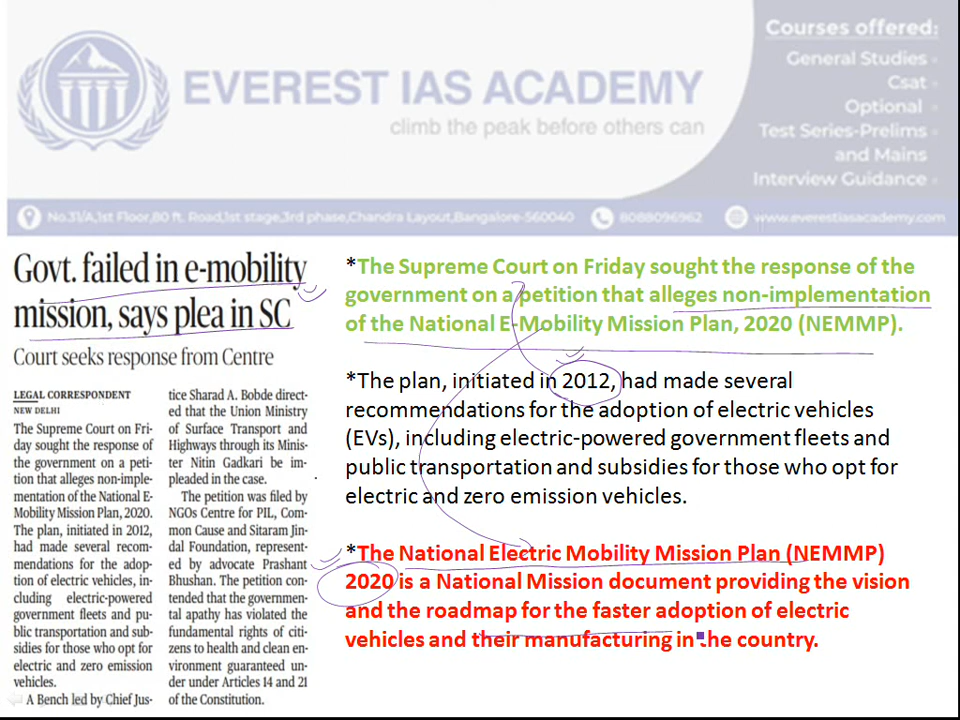 EVEREST IAS ACADEMY
climb the peak before others can
Courses offered:
General Studies
Csat
Optional
Test Series-Prelims
and Mains
Interview Guidance
No.31/A,1st Floor,80 ft. Road,1st stage,3rd phase,Chandra Layout,Bangalore-560040
8088096962
www.everestiasacademy.com
Govt. failed in e-mobility
mission, says plea in SC
Court seeks response from Centre
LEGAL CORRESPONDENT
NEW DELHI
The Supreme Court on Fri-
day sought the response of
the government on a peti-
tion that alleges non-imple-
mentation of the National E-
Mobility Mission Plan, 2020.
The plan, initiated in 2012,
had made several recom-
mendations for the adop-
tion of electric vehicles, in-
cluding electric-powered
government fleets and pu-
blic transportation and sub-
sidies for those who opt for
electric and zero emission
vehicles.
A Bench led by Chief Jus-
tice Sharad A. Bobde direct-
ed that the Union Ministry
of Surface Transport and
Highways through its Minis-
ter Nitin Gadkari be im-
pleaded in the case.
The petition was filed by
NGOs Centre for PIL, Com-
mon Cause and Sitaram Jin-
dal Foundation, represent-
ed by advocate Prashant
Bhushan. The petition con-
tended that the governmen-
tal apathy has violated the
fundamental rights of citi-
zens to health and clean en-
vironment guaranteed un-
der under Articles 14 and 21
of the Constitution.
*The Supreme Court on Friday sought the response of the
government on a petition that alleges non-implementation
of the National E-Mobility Mission Plan, 2020 (NEMMP).
*The plan, initiated in 2012, had made several
recommendations for the adoption of electric vehicles
(EVs), including electric-powered government fleets and
public transportation and subsidies for those who opt for
electric and zero emission vehicles.
*The National Electric Mobility Mission Plan (NEMMP)
2020 is a National Mission document providing the vision
and the roadmap for the faster adoption of electric
vehicles and their manufacturing in the country.